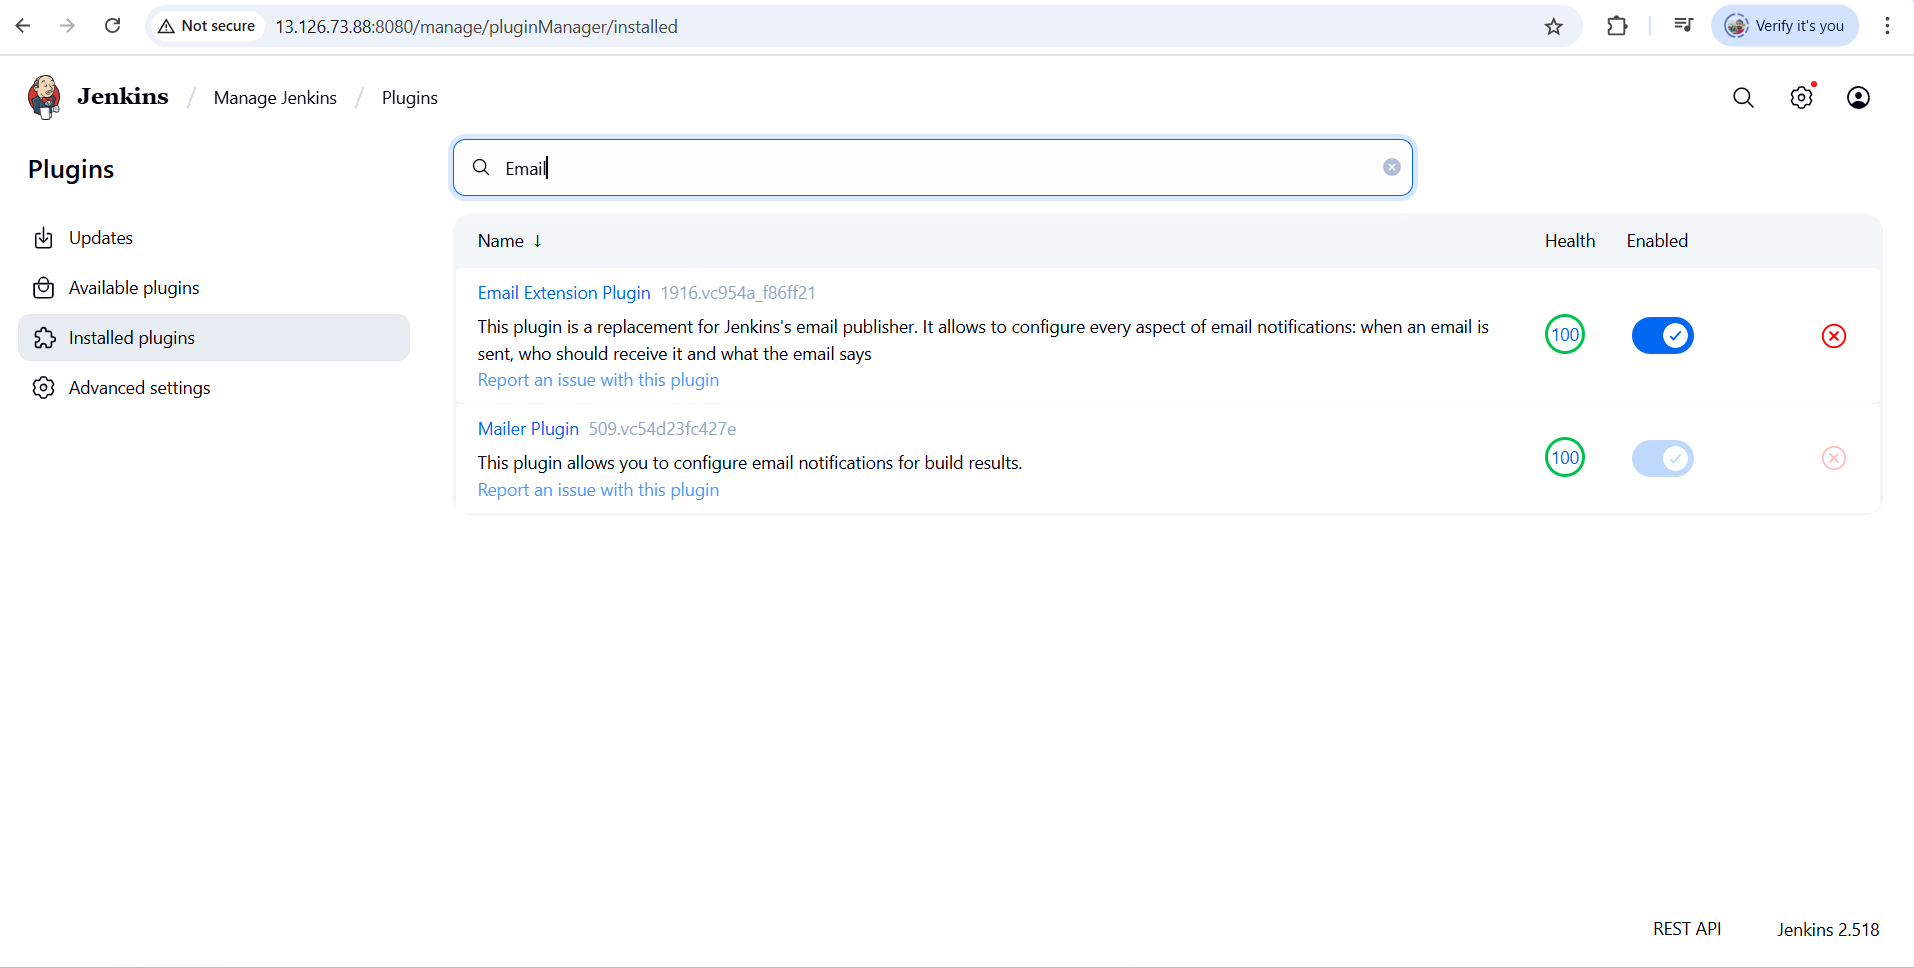 Not secure 13.126.73.88:8080/manage/pluginManager/installed Verify it's you
Jenkins / Manage Jenkins / Plugins
Plugins
Email
Updates
Available plugins
Installed plugins
Advanced settings
Name ↓ Health Enabled
Email Extension Plugin 1916.vc954a_f86ff21
This plugin is a replacement for Jenkins's email publisher. It allows to configure every aspect of email notifications: when an email is
sent, who should receive it and what the email says
Report an issue with this plugin
100
Mailer Plugin 509.vc54d23fc427e
This plugin allows you to configure email notifications for build results.
Report an issue with this plugin
100
REST API Jenkins 2.518